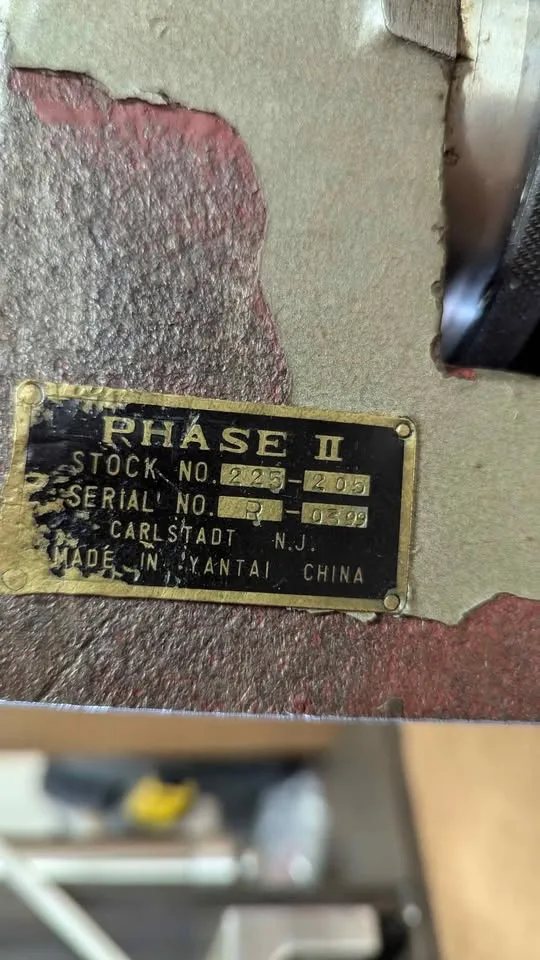 PHASE II
STOCK NO. 225-205
SERIAL NO. R-0399
CARLSTADT N.J.
MADE IN YANTAI CHINA